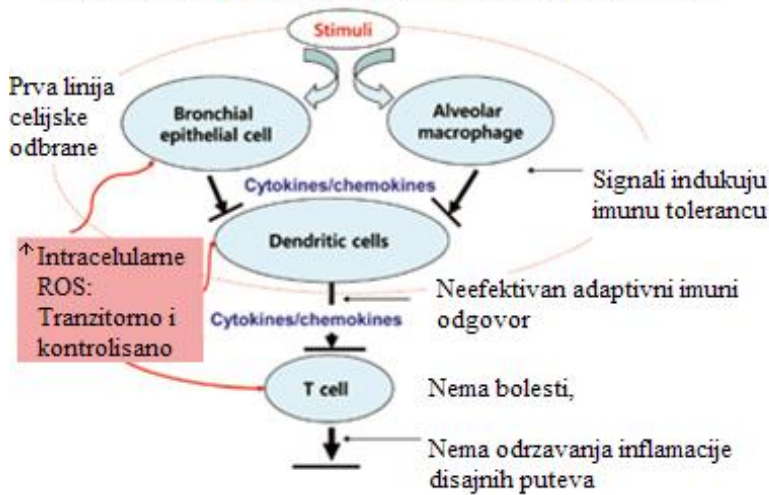 Stimuli
Prva linija
celijske
odbrane
Bronchial
epithelial cell
Alveolar
macrophage
Cytokines/chemokines
Signali indukuju
imunu tolerancu
Dendritic cells
↑ Intracelularne
ROS:
Tranzitorno i
kontrolisano
Neefektivan adaptivni imuni
odgovor
Cytokines/chemokines
T cell
Nema bolesti,
Nema odrzavanja inflamacije
disajnih puteva